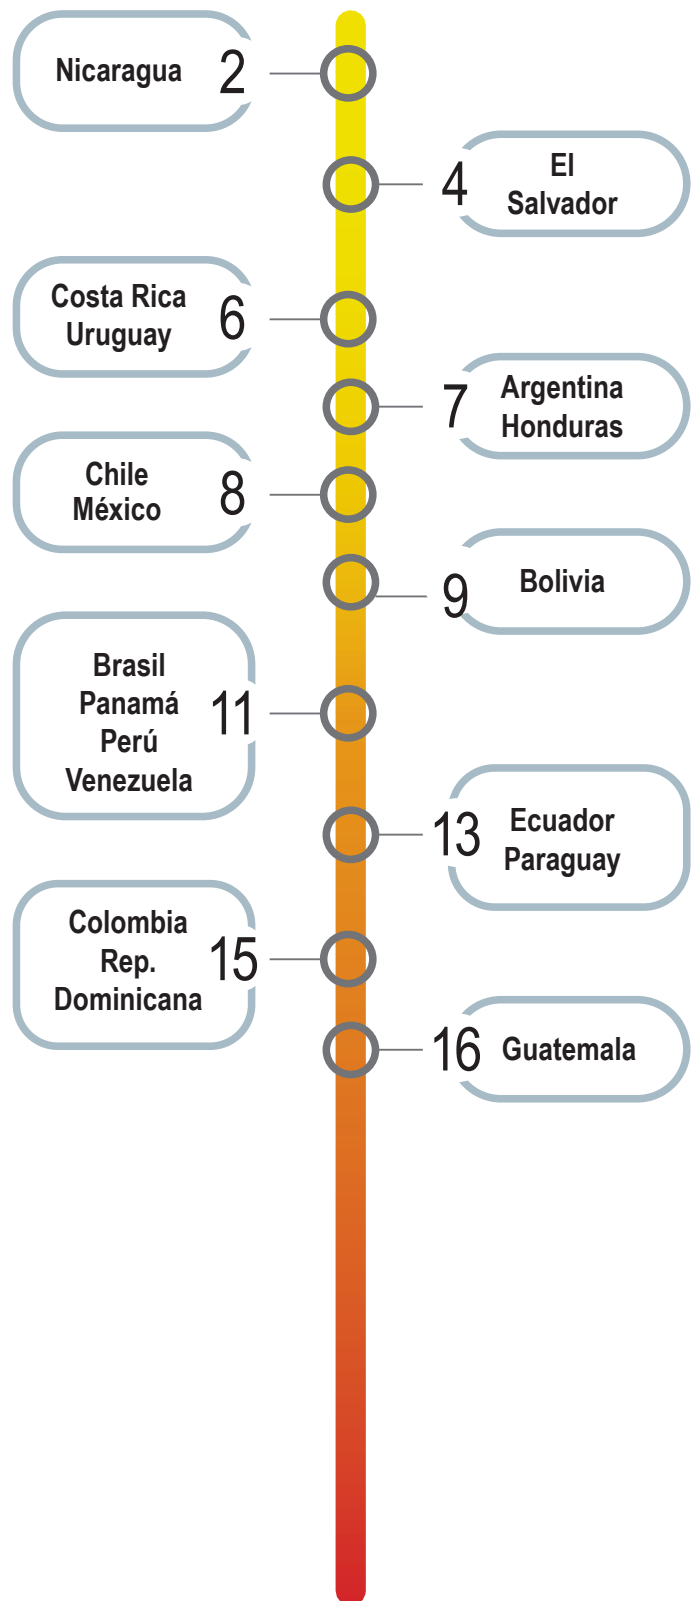 Nicaragua 2
4 El
Salvador
Costa Rica
Uruguay
6
7
Argentina
Honduras
Chile
México
8
9 Bolivia
Brasil
Panamá
Perú
Venezuela
11
13
Ecuador
Paraguay
Colombia
Rep.
Dominicana
15
16 Guatemala